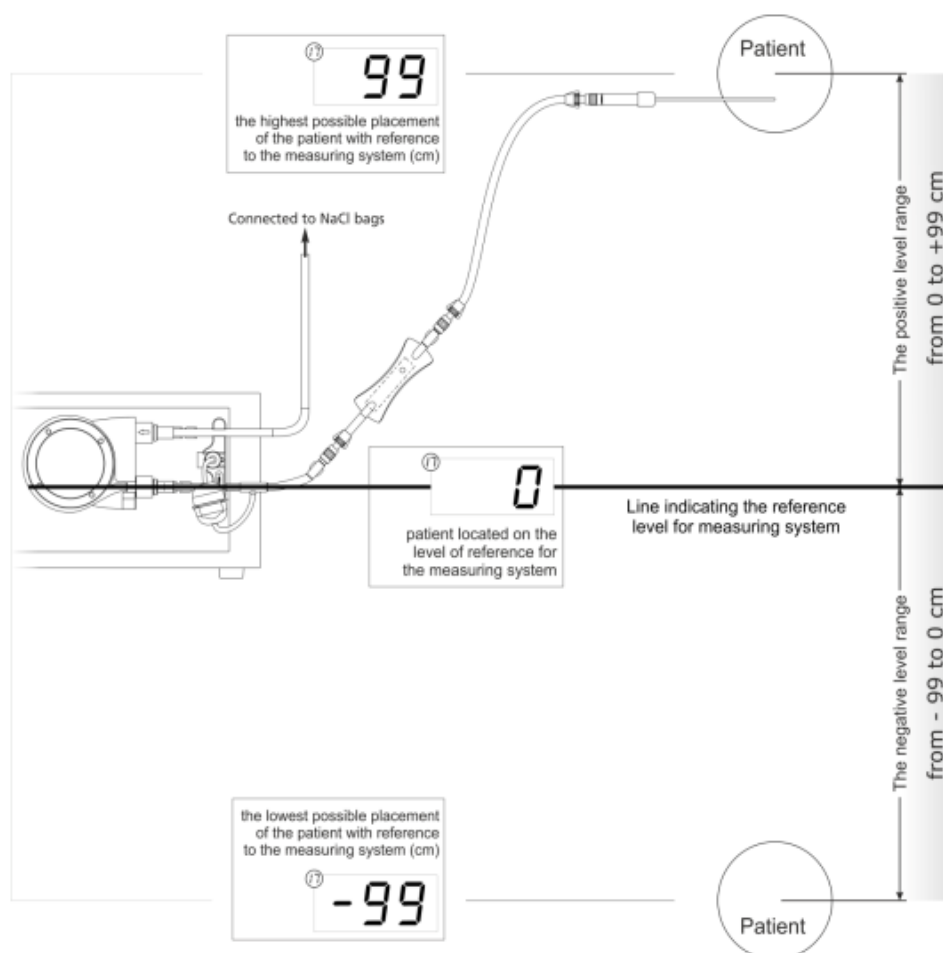 Patient
17
99
the highest possible placement
of the patient with reference
to the measuring system (cm)
Connected to NaCl bags
The positive level range
from 0 to +99 cm
17
0
patient located on the
level of reference for
the measuring system
Line indicating the reference
level for measuring system
The negative level range
from - 99 to 0 cm
the lowest possible placement
of the patient with reference
to the measuring system (cm)
17
-99
Patient